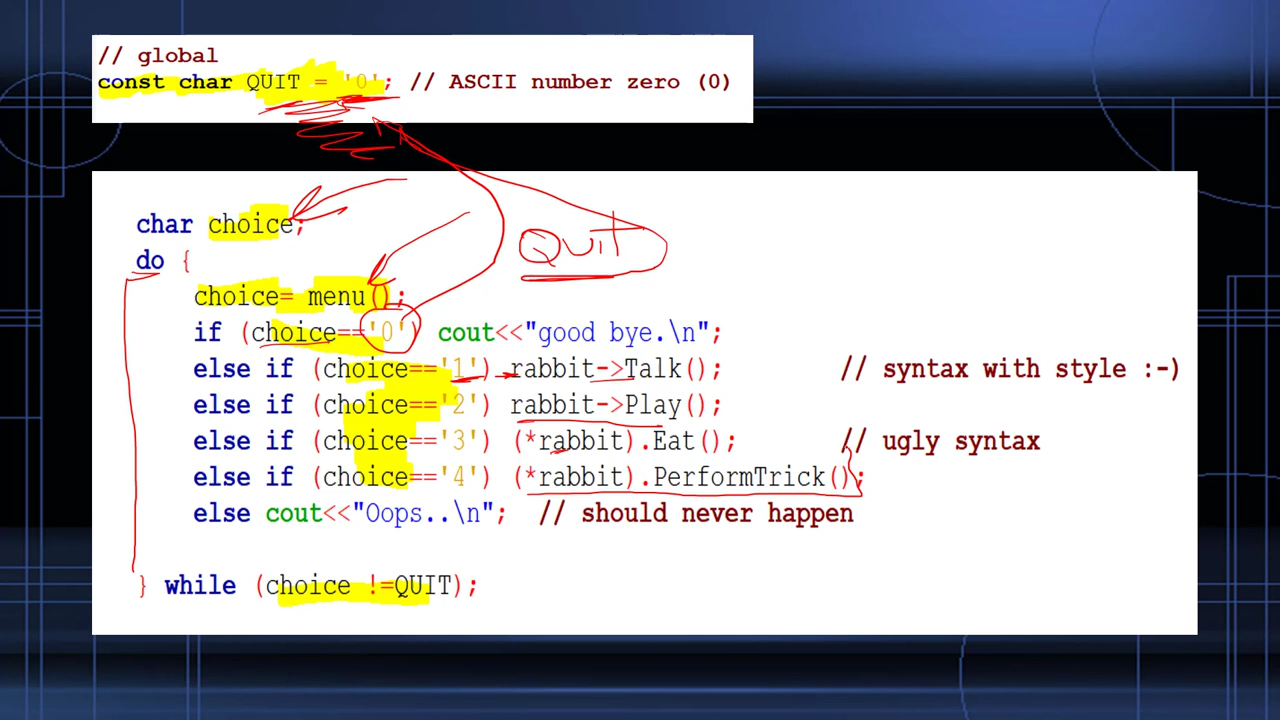 // global
const char QUIT = '0'; // ASCII number zero (0)
char choice;
do {
Quit
choice= menu();
if (choice=='0') cout<<"good bye.\n";
else if (choice=='1') rabbit->Talk(); // syntax with style :-)
else if (choice=='2') rabbit->Play();
else if (choice=='3') (*rabbit).Eat(); // ugly syntax
else if (choice=='4') (*rabbit).PerformTrick();
else cout<<"Oops..\n"; // should never happen
} while (choice !=QUIT);